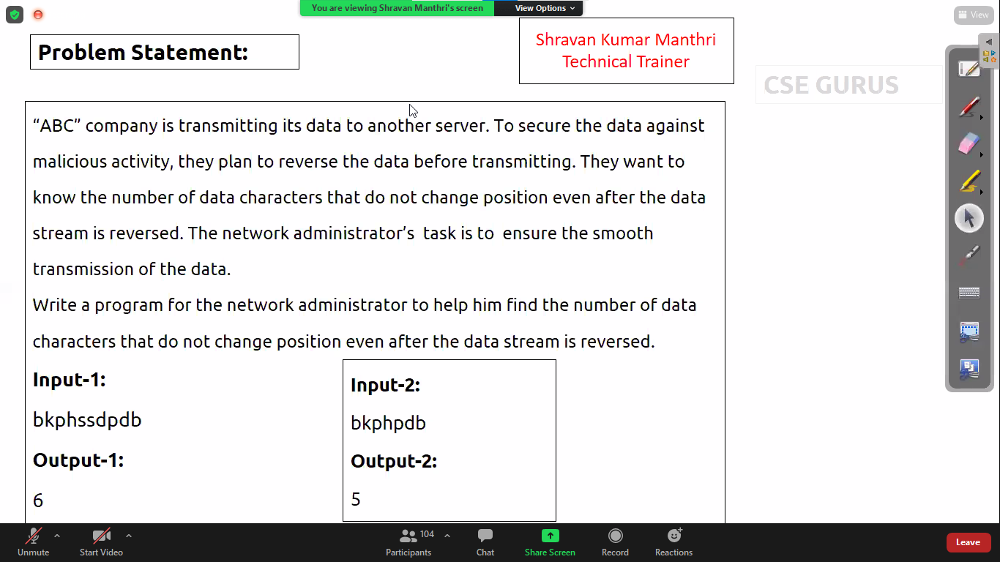 You are viewing Shravan Manthri's screen
View Options
View
Problem Statement:
Shravan Kumar Manthri
Technical Trainer
CSE GURUS
“ABC” company is transmitting its data to another server. To secure the data against
malicious activity, they plan to reverse the data before transmitting. They want to
know the number of data characters that do not change position even after the data
stream is reversed. The network administrator’s task is to ensure the smooth
transmission of the data.
Write a program for the network administrator to help him find the number of data
characters that do not change position even after the data stream is reversed.
Input-1:
bkphssdpdb
Output-1:
6
Input-2:
bkphpdb
Output-2:
5
Unmute
Start Video
Participants
104
Chat
Share Screen
Record
Reactions
Leave